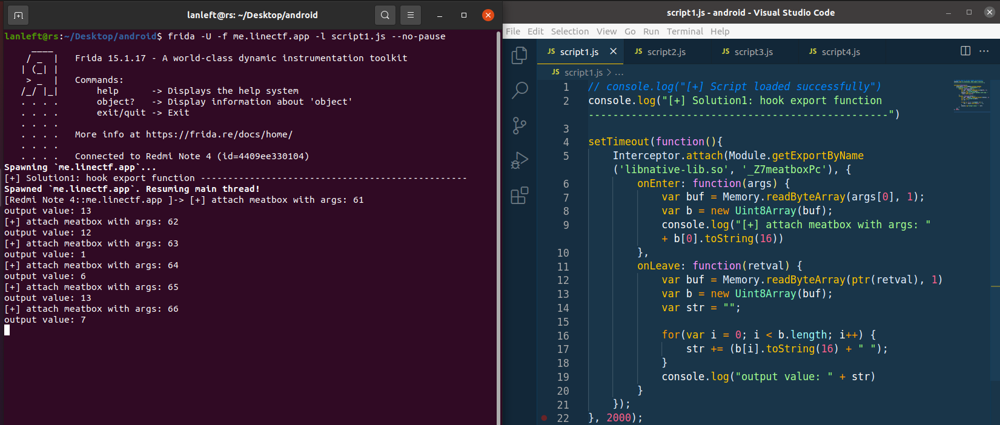 lanleft@rs: ~/Desktop/android
lanleft@rs:~/Desktop/android$ frida -U -f me.linectf.app -l script1.js --no-pause
     ____
    / _  |   Frida 15.1.17 - A world-class dynamic instrumentation toolkit
   | (_| |
    > _  |   Commands:
   /_/ |_|       help      -> Displays the help system
   . . . .       object?   -> Display information about 'object'
   . . . .       exit/quit -> Exit
   . . . .
   . . . .   More info at https://frida.re/docs/home/
   . . . .
   . . . .   Connected to Redmi Note 4 (id=4409ee330104)
Spawning `me.linectf.app`...
[+] Solution1: hook export function -------------------------------------------------
Spawned `me.linectf.app`. Resuming main thread!
[Redmi Note 4::me.linectf.app ]-> [+] attach meatbox with args: 61
output value: 13
[+] attach meatbox with args: 62
output value: 12
[+] attach meatbox with args: 63
output value: 1
[+] attach meatbox with args: 64
output value: 6
[+] attach meatbox with args: 65
output value: 13
[+] attach meatbox with args: 66
output value: 7
script1.js - android - Visual Studio Code
File Edit Selection View Go Run Terminal Help
JS script1.js JS script2.js JS script3.js JS script4.js
JS script1.js > ...
1 // console.log("[+] Script loaded successfully")
2 console.log("[+] Solution1: hook export function
-------------------------------------------------")
3
4 setTimeout(function(){
5     Interceptor.attach(Module.getExportByName
    ('libnative-lib.so', '_Z7meatboxPc'), {
6         onEnter: function(args) {
7             var buf = Memory.readByteArray(args[0], 1);
8             var b = new Uint8Array(buf);
9             console.log("[+] attach meatbox with args: "
            + b[0].toString(16))
10         },
11         onLeave: function(retval) {
12             var buf = Memory.readByteArray(ptr(retval), 1)
13             var b = new Uint8Array(buf);
14             var str = "";
15
16             for(var i = 0; i < b.length; i++) {
17                 str += (b[i].toString(16) + " ");
18             }
19             console.log("output value: " + str)
20         }
21     });
22 }, 2000);